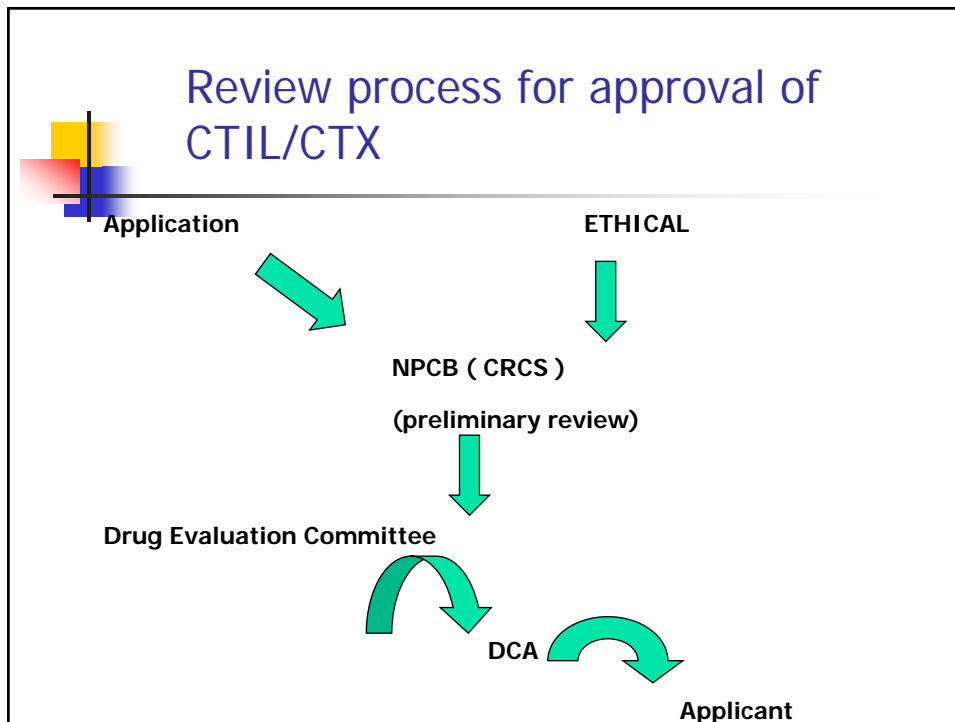 Review process for approval of
CTIL/CTX
Application
ETHICAL
NPCB ( CRCS )
(preliminary review)
Drug Evaluation Committee
DCA
Applicant